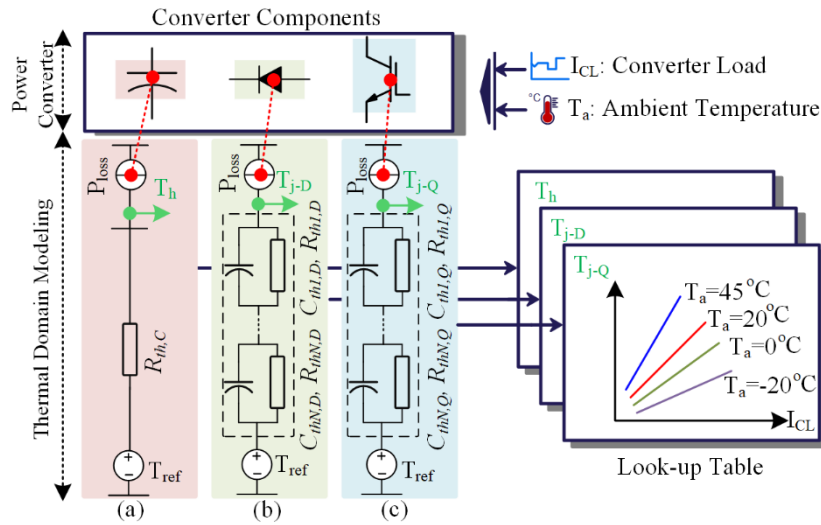 Converter Components
Power
Converter
I_CL: Converter Load
°C
T_a: Ambient Temperature
Thermal Domain Modeling
P_loss
T_h
R_th,C
+
−
T_ref
(a)
P_loss
T_j-D
C_th1,D, R_th1,D
C_thN,D, R_thN,D
+
−
T_ref
(b)
P_loss
T_j-Q
C_th1,Q, R_th1,Q
C_thN,Q, R_thN,Q
+
−
T_ref
(c)
T_h
T_j-D
T_j-Q
T_a=45°C
T_a=20°C
T_a=0°C
T_a=-20°C
I_CL
Look-up Table